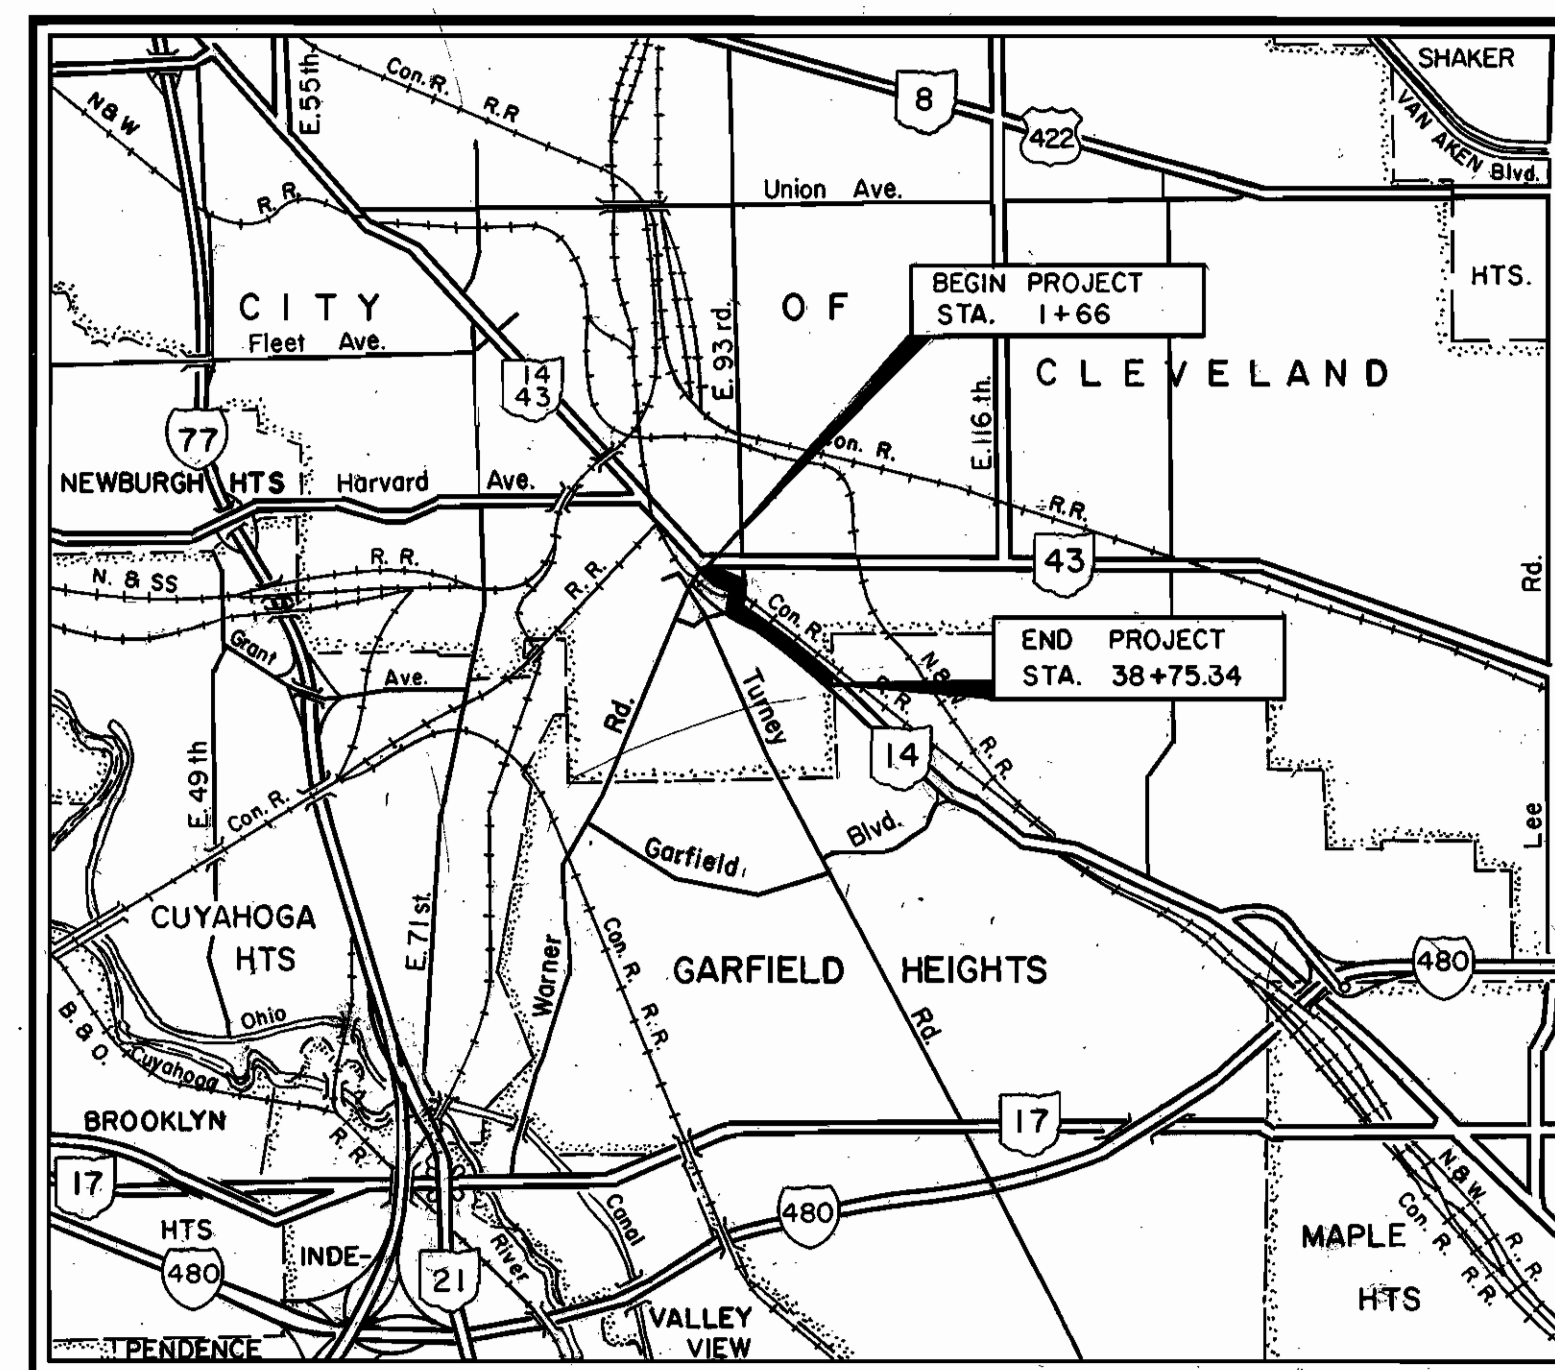 SHAKER
VAN AKEN Blvd.
HTS.
N & W
R. R.
E. 55th
Con. R. R.R
8
422
Union Ave.
BEGIN PROJECT
STA. 1+66
CITY OF
CLEVELAND
Fleet Ave.
14
43
E. 93 rd.
E. 116 th.
77
NEWBURGH HTS
Harvard Ave.
on. R. R.R.
43
N. & SS R. R.
R. R.
Con. R.
R. R.
END PROJECT
STA. 38+75.34
N. &
R. R.
Grant Ave.
Rd.
Turney
Rd.
14
E. 49th
Con. R.
Garfield Blvd.
Lee
Rd.
CUYAHOGA
HTS
E. 71 st.
Warner
Con. R. R. R
GARFIELD HEIGHTS
480
B. & O.
R. R.
Ohio
Canal
Cuyahoga
River
BROOKLYN
HTS
17
17
480
480
INDE-
PENDENCE
21
VALLEY
VIEW
N. & W.
R. R.
Con. R.
R. R.
MAPLE
HTS